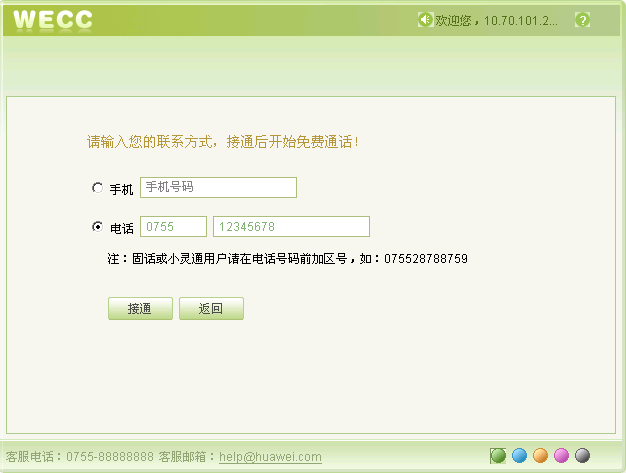 WECC
欢迎您，10.70.101.2... ?
请输入您的联系方式，接通后开始免费通话！
手机 手机号码
电话 0755 12345678
注：固话或小灵通用户请在电话号码前加区号，如：075528788759
接通 返回
客服电话：0755-88888888 客服邮箱：help@huawei.com